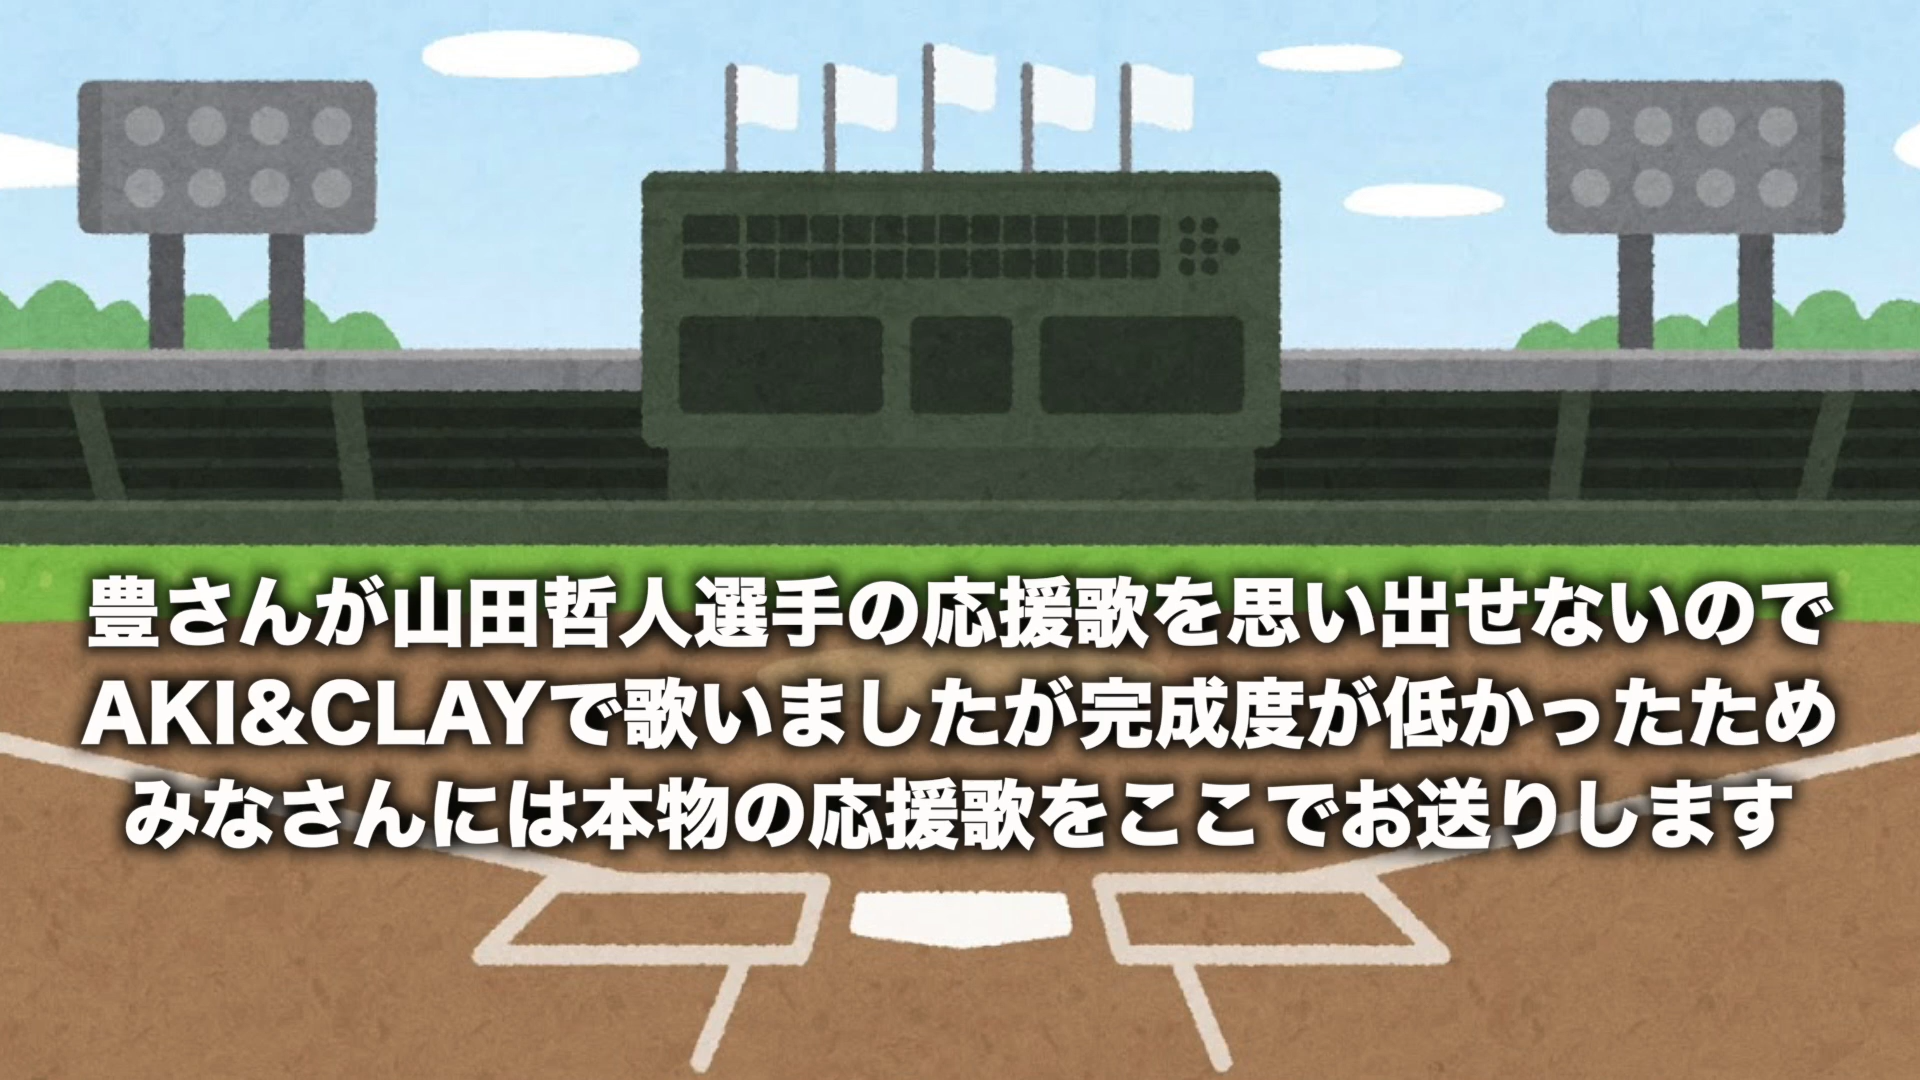 豊さんが山田哲人選手の応援歌を思い出せないので
AKI&CLAYで歌いましたが完成度が低かったため
みなさんには本物の応援歌をここでお送りします